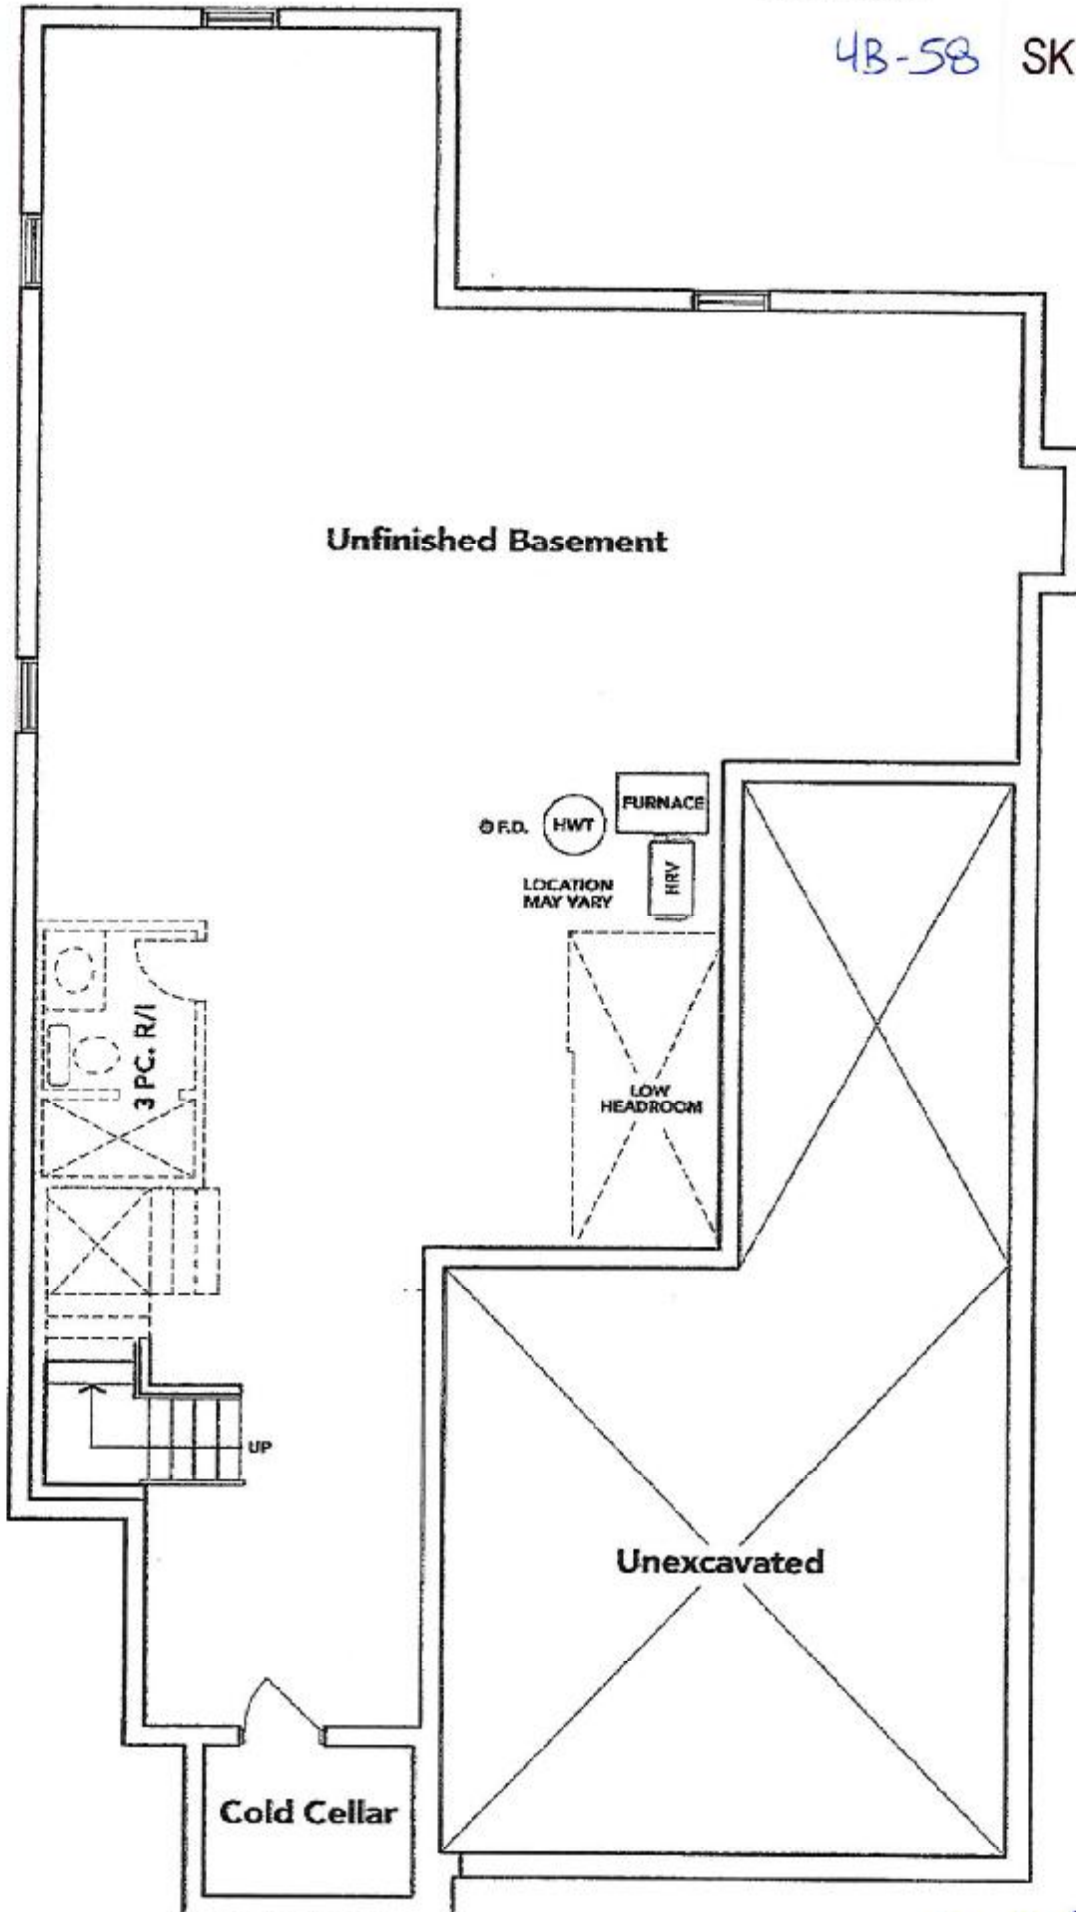 4B-58 SK
Unfinished Basement
FURNACE
F.D. HWT
HRV
LOCATION
MAY VARY
3 PC. R/I
LOW
HEADROOM
UP
Unexcavated
Cold Cellar